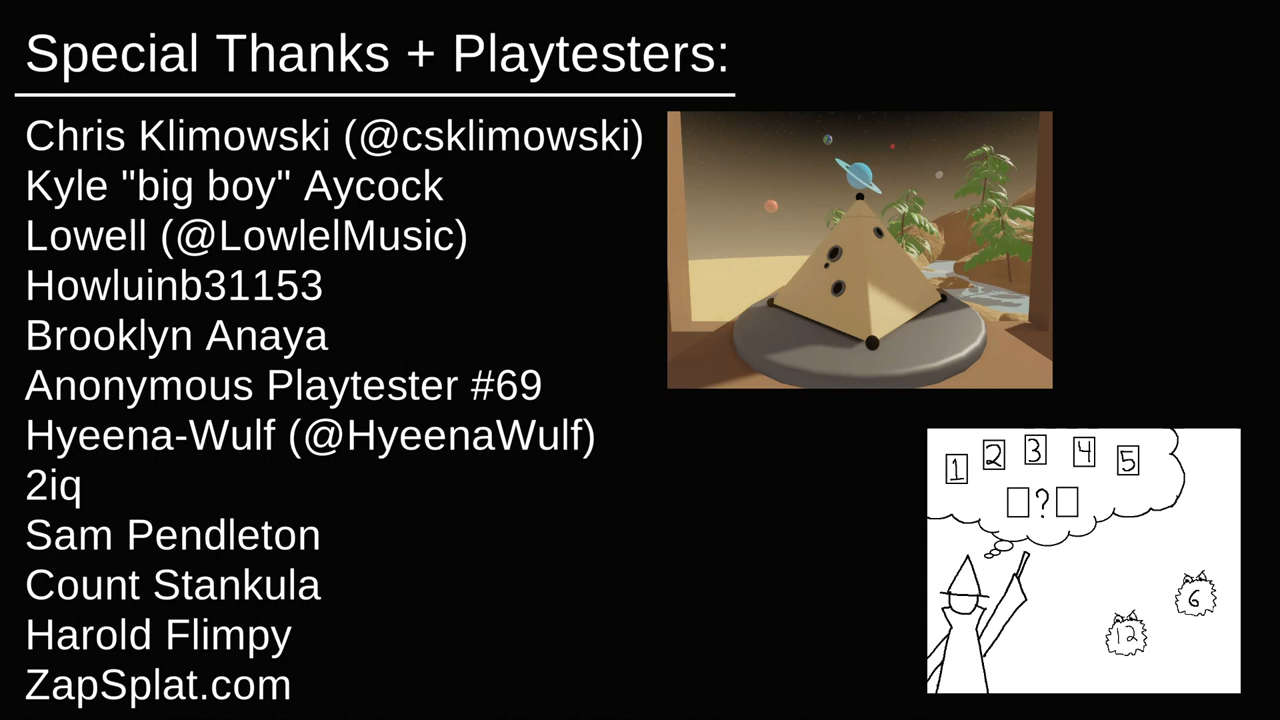 Special Thanks + Playtesters:
Chris Klimowski (@csklimowski)
Kyle "big boy" Aycock
Lowell (@LowlelMusic)
Howluinb31153
Brooklyn Anaya
Anonymous Playtester #69
Hyeena-Wulf (@HyeenaWulf)
2iq
Sam Pendleton
Count Stankula
Harold Flimpy
ZapSplat.com
1 2 3 4 5
?
6
12